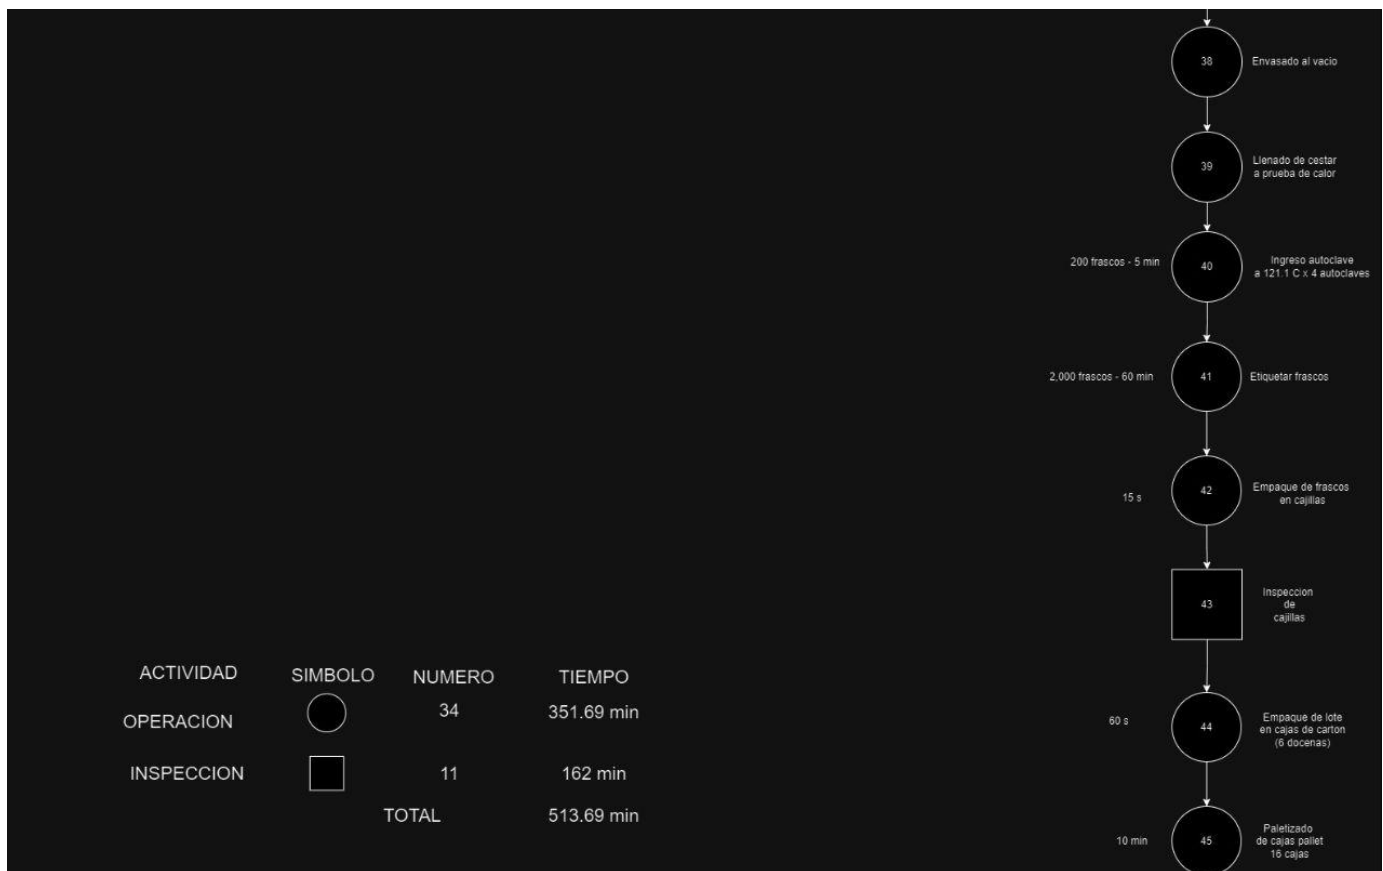 38
Envasado al vacio
39
Llenado de cestar
a prueba de calor
200 frascos - 5 min
40
Ingreso autoclave
a 121.1 C x 4 autoclaves
2,000 frascos - 60 min
41
Etiquetar frascos
15 s
42
Empaque de frascos
en cajillas
43
Inspeccion
de
cajillas
60 s
44
Empaque de lote
en cajas de carton
(6 docenas)
10 min
45
Paletizado
de cajas pallet
16 cajas
ACTIVIDAD SIMBOLO NUMERO TIEMPO
OPERACION 34 351.69 min
INSPECCION 11 162 min
TOTAL 513.69 min